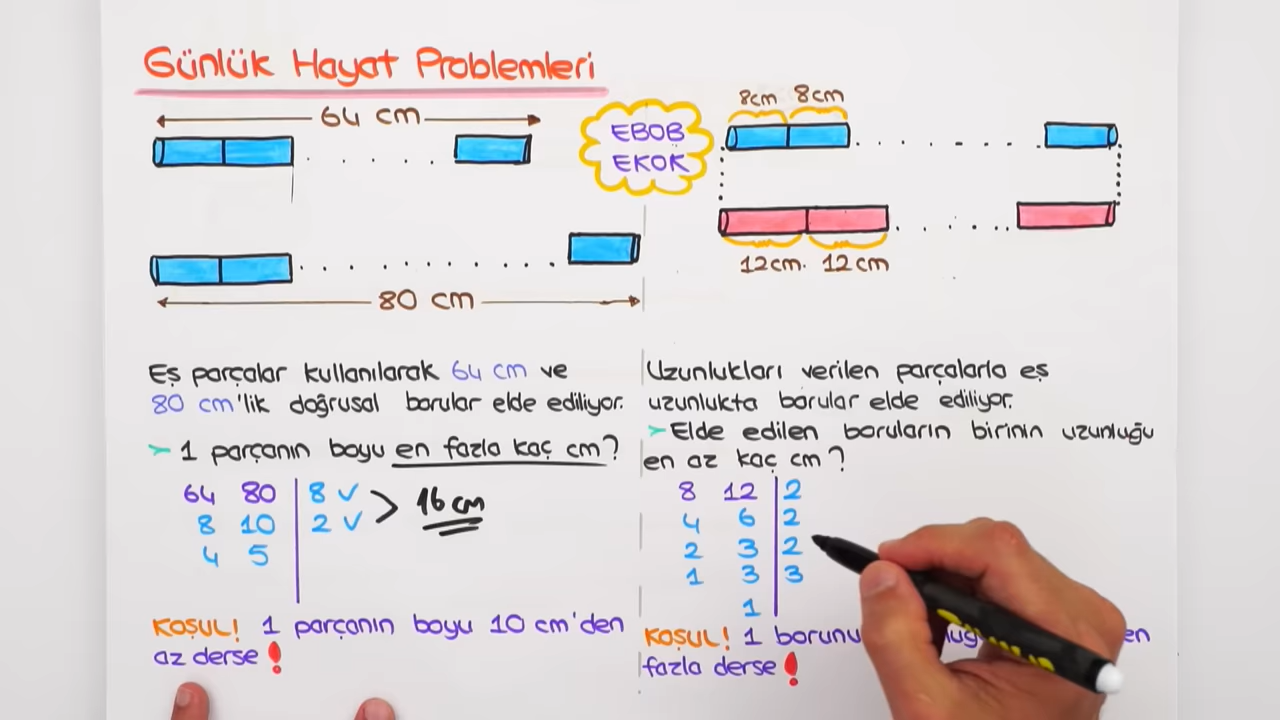 Günlük Hayat Problemleri
64 cm
80 cm
EBOB
EKOK
8cm 8cm
12cm. 12cm
Eş parçalar kullanılarak 64 cm ve
80 cm'lik doğrusal borular elde ediliyor.
➢ 1 parçanın boyu en fazla kaç cm?
64 80 8 ✓
8 10 2 ✓
4 5
> 16 cm
KOŞUL! 1 parçanın boyu 10 cm'den
az derse !
Uzunlukları verilen parçalarla eş
uzunlukta borular elde ediliyor.
➢ Elde edilen boruların birinin uzunluğu
en az kaç cm?
8 12 2
4 6 2
2 3 2
1 3 3
1
KOŞUL! 1
fazla derse !